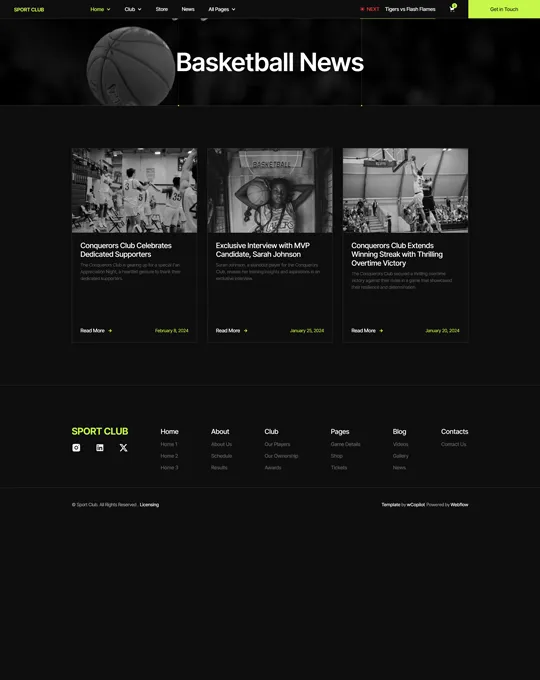 SPORT CLUB
Home
Club
Store
News
All Pages
NEXT
Tigers vs Flash Flames
Get in Touch
Basketball News
BASKETBALL
Conquerors Club Celebrates
Dedicated Supporters
The Conquerors Club is gearing up for a special Fan
Appreciation Night, a heartfelt gesture to thank their
dedicated supporters.
Read More
February 8, 2024
Exclusive Interview with MVP
Candidate, Sarah Johnson
Sarah Johnson, a standout player for the Conquerors
Club, reveals her training insights and aspirations in an
exclusive interview.
Read More
January 25, 2024
Conquerors Club Extends
Winning Streak with Thrilling
Overtime Victory
The Conquerors Club secured a thrilling overtime
victory against their rivals in a game that showcased
their resilience and determination.
Read More
January 20, 2024
SPORT CLUB
Home
Home 1
Home 2
Home 3
About
About Us
Schedule
Results
Club
Our Players
Our Ownership
Awards
Pages
Game Details
Shop
Tickets
Blog
Videos
Gallery
News
Contacts
Contact Us
© Sport Club. All Rights Reserved . Licensing
Template by wCopilot Powered by Webflow